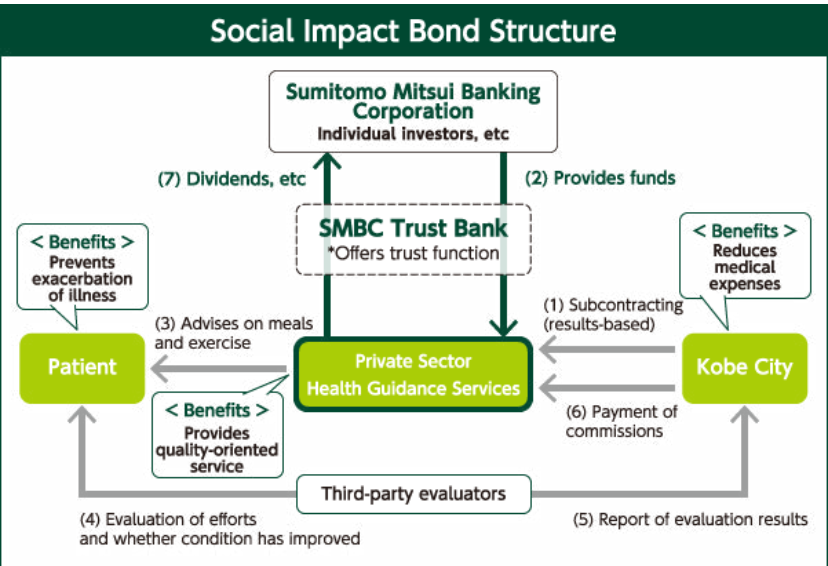 Social Impact Bond Structure
Sumitomo Mitsui Banking
Corporation
Individual investors, etc
(7) Dividends, etc
(2) Provides funds
SMBC Trust Bank
*Offers trust function
< Benefits >
Prevents
exacerbation
of illness
< Benefits >
Reduces
medical
expenses
(3) Advises on meals
and exercise
(1) Subcontracting
(results-based)
Patient
Private Sector
Health Guidance Services
Kobe City
< Benefits >
Provides
quality-oriented
service
(6) Payment of
commissions
Third-party evaluators
(4) Evaluation of efforts
and whether condition has improved
(5) Report of evaluation results